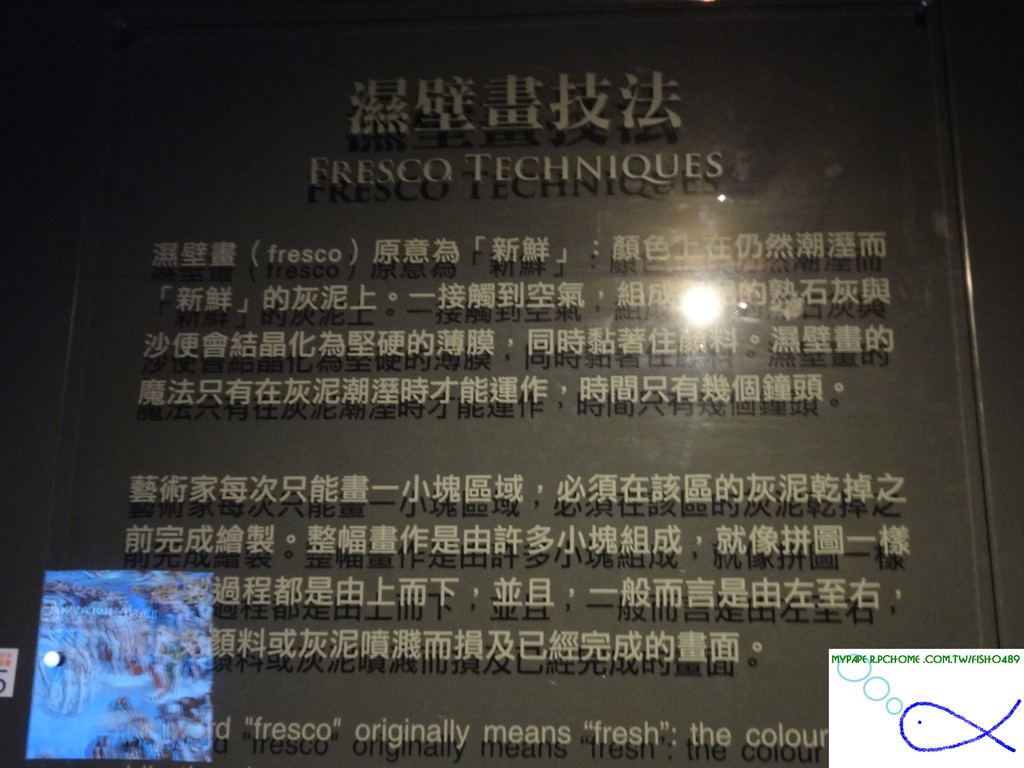 濕壁畫技法
FRESCO TECHNIQUES
濕壁畫（fresco）原意為「新鮮」：顏色上在仍然潮溼而
「新鮮」的灰泥上。一接觸到空氣，組成 的熟石灰與
沙便會結晶化為堅硬的薄膜，同時黏著住顏料。濕壁畫的
魔法只有在灰泥潮溼時才能運作，時間只有幾個鐘頭。
藝術家每次只能畫一小塊區域，必須在該區的灰泥乾掉之
前完成繪製。整幅畫作是由許多小塊組成，就像拼圖一樣
過程都是由上而下，並且，一般而言是由左至右，
顏料或灰泥噴濺而損及已經完成的畫面。
"fresco" originally means “fresh”: the colour
MYPAPER.PCHOME.COM.TW/FISH0489